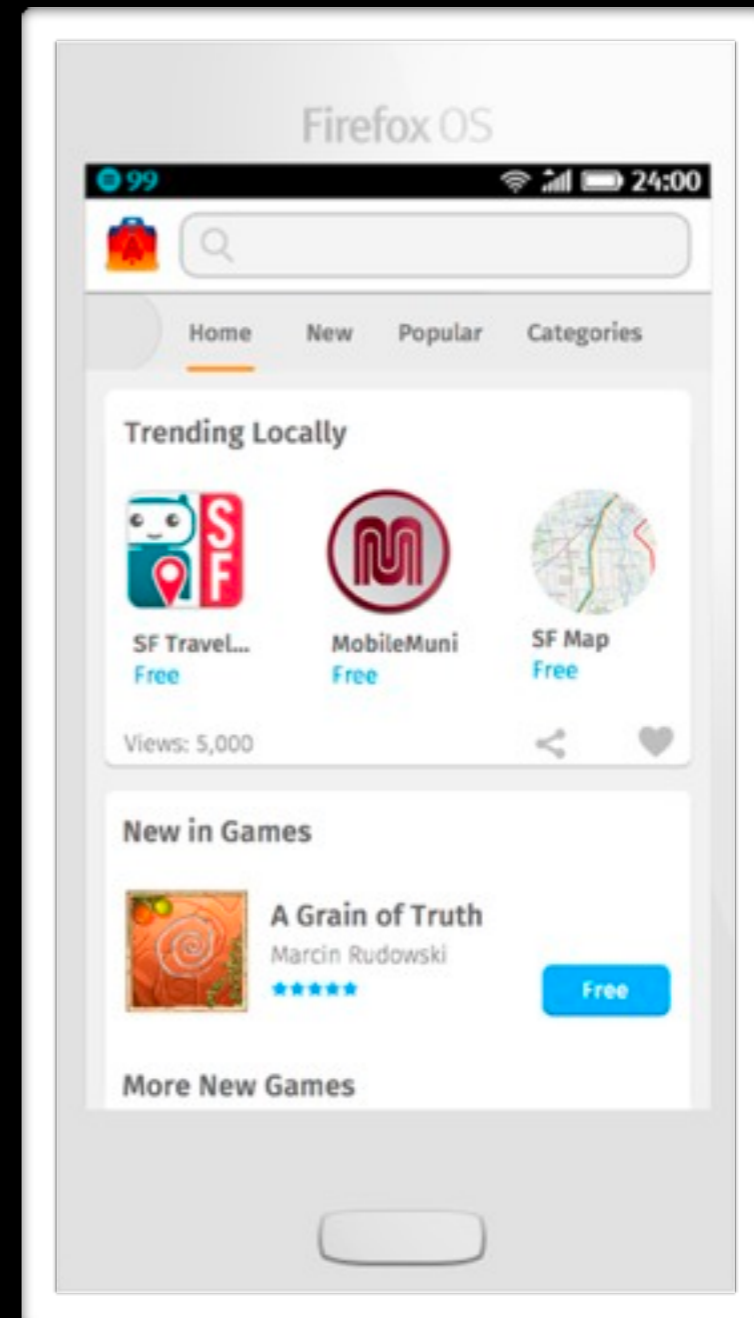 Firefox OS
99 24:00
Home New Popular Categories
Trending Locally
SF
SF Travel... MobileMuni SF Map
Free Free Free
Views: 5,000
New in Games
A Grain of Truth
Marcin Rudowski
Free
More New Games